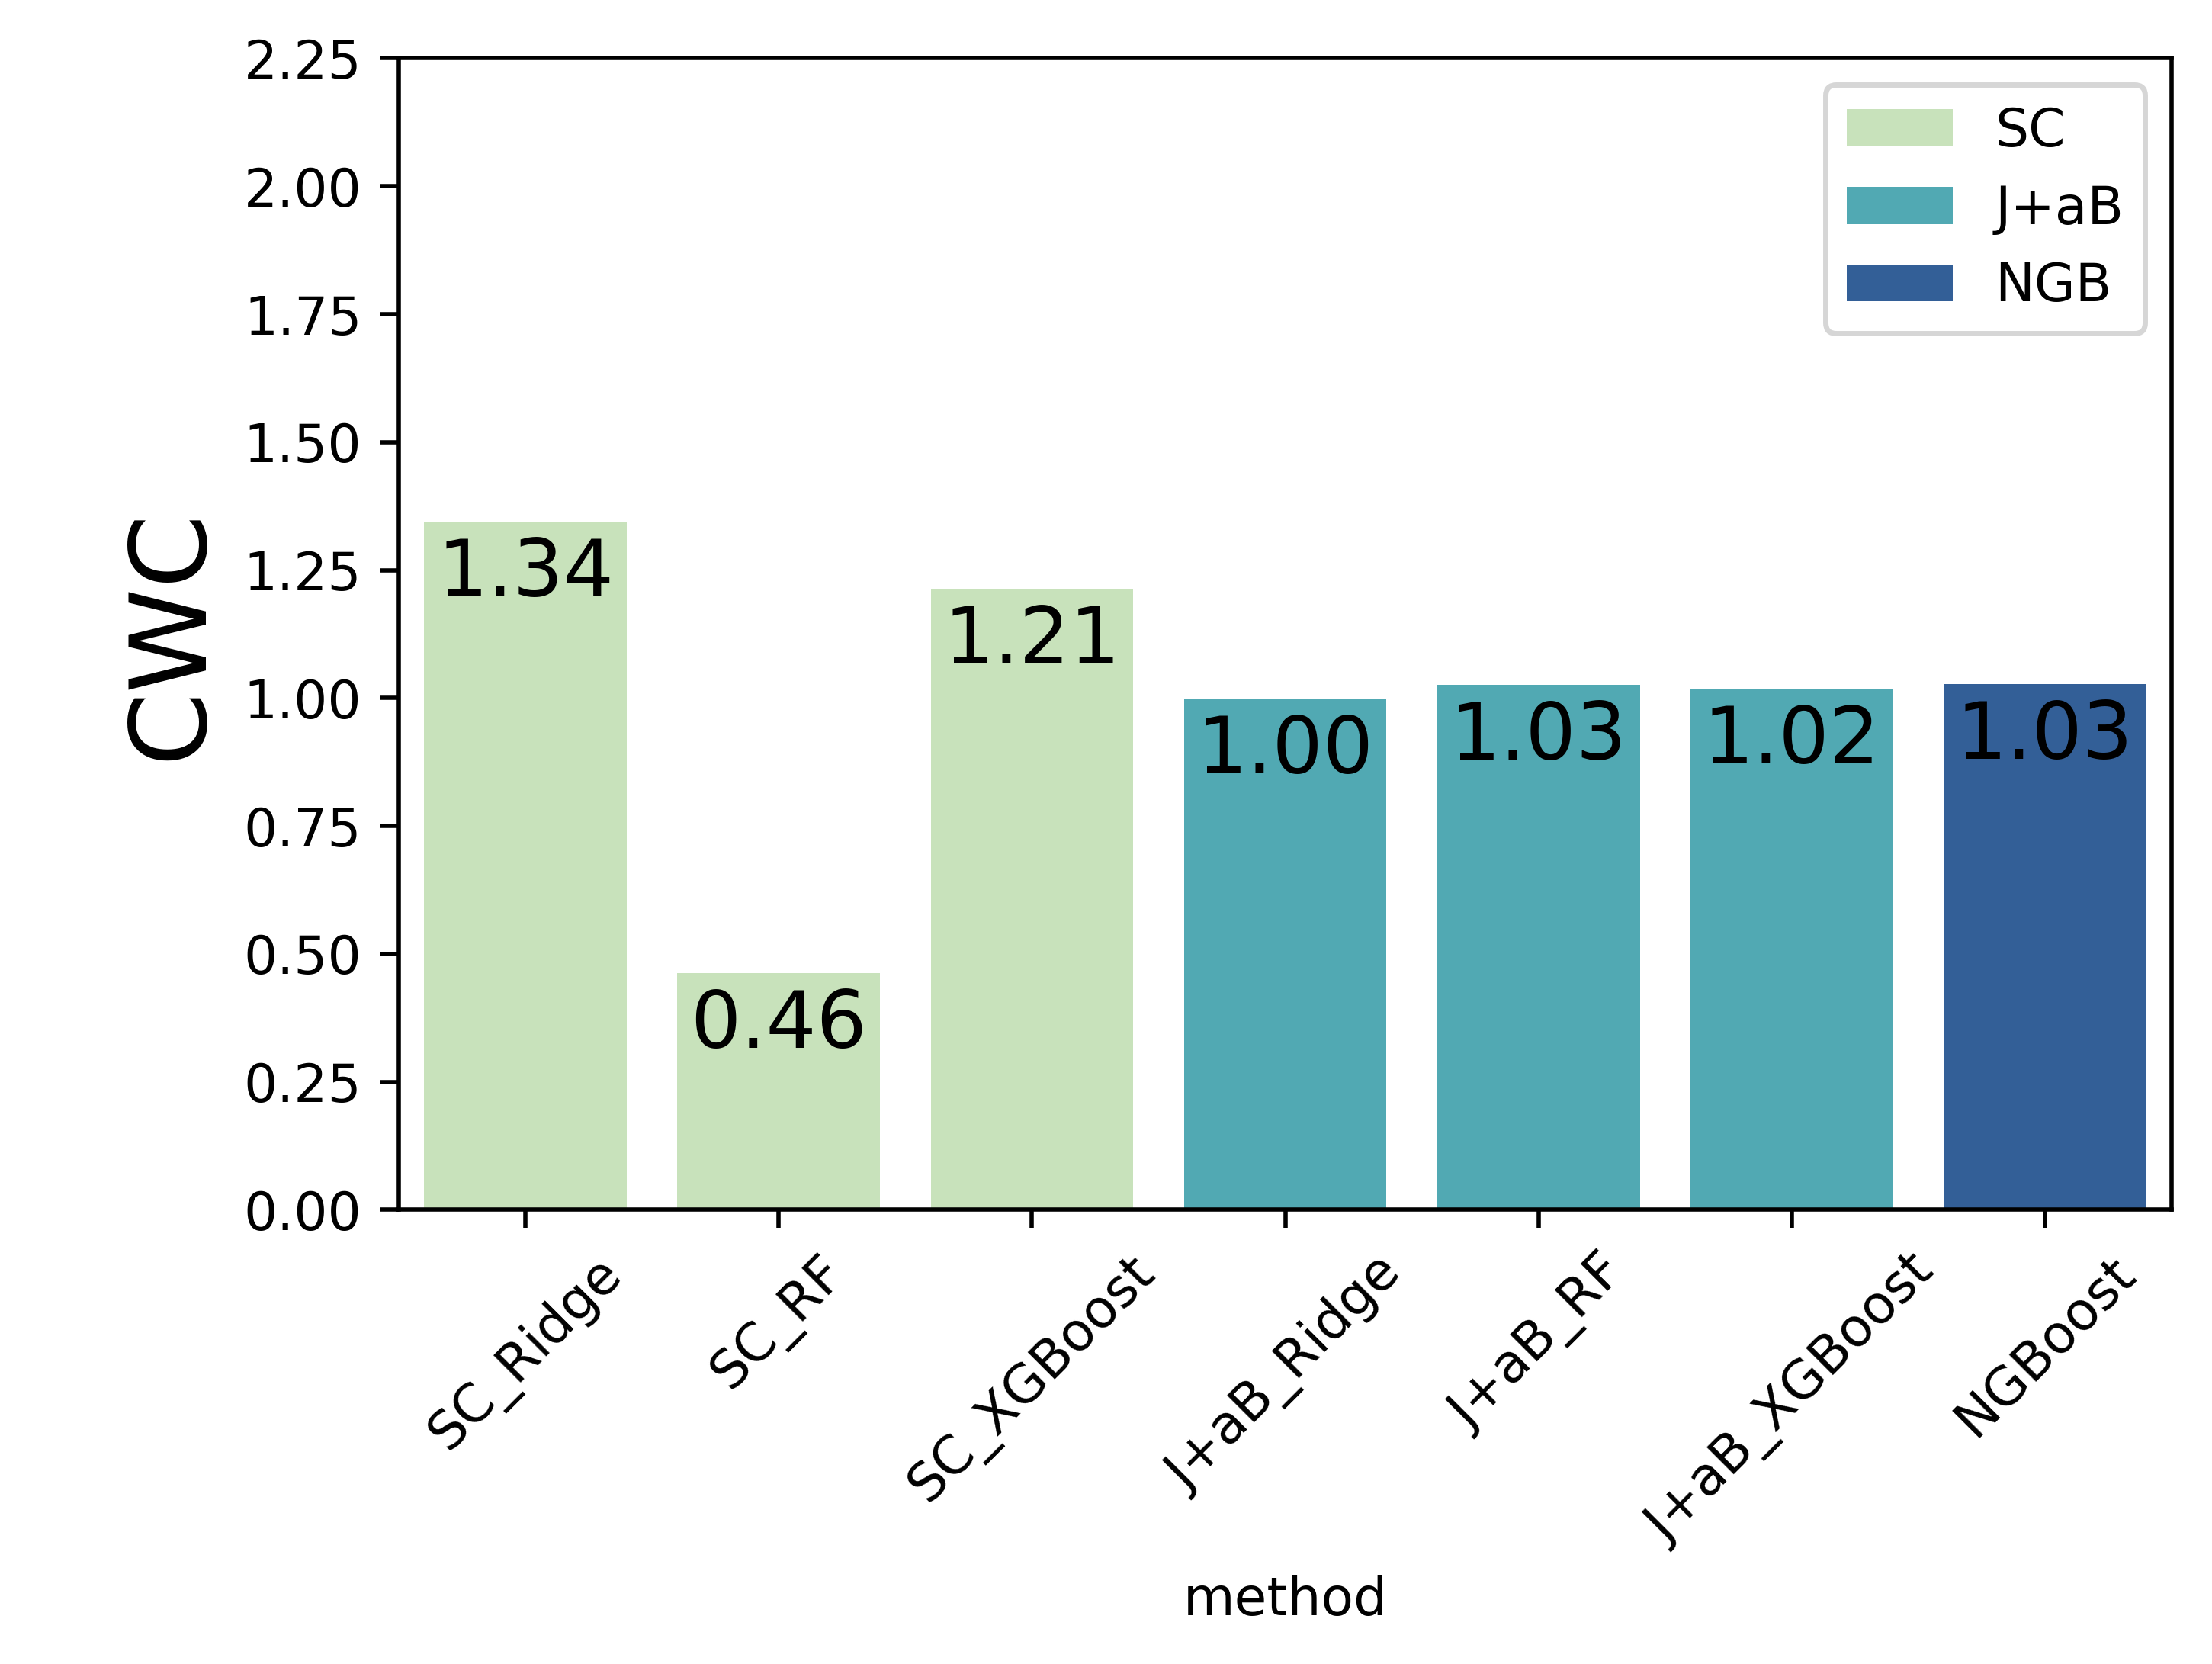 2.25
2.00
1.75
1.50
1.25
1.00
0.75
0.50
0.25
0.00
CWC
SC
J+aB
NGB
1.34
0.46
1.21
1.00
1.03
1.02
1.03
SC_Ridge
SC_RF
SC_XGBoost
J+aB_Ridge
J+aB_RF
J+aB_XGBoost
NGBoost
method